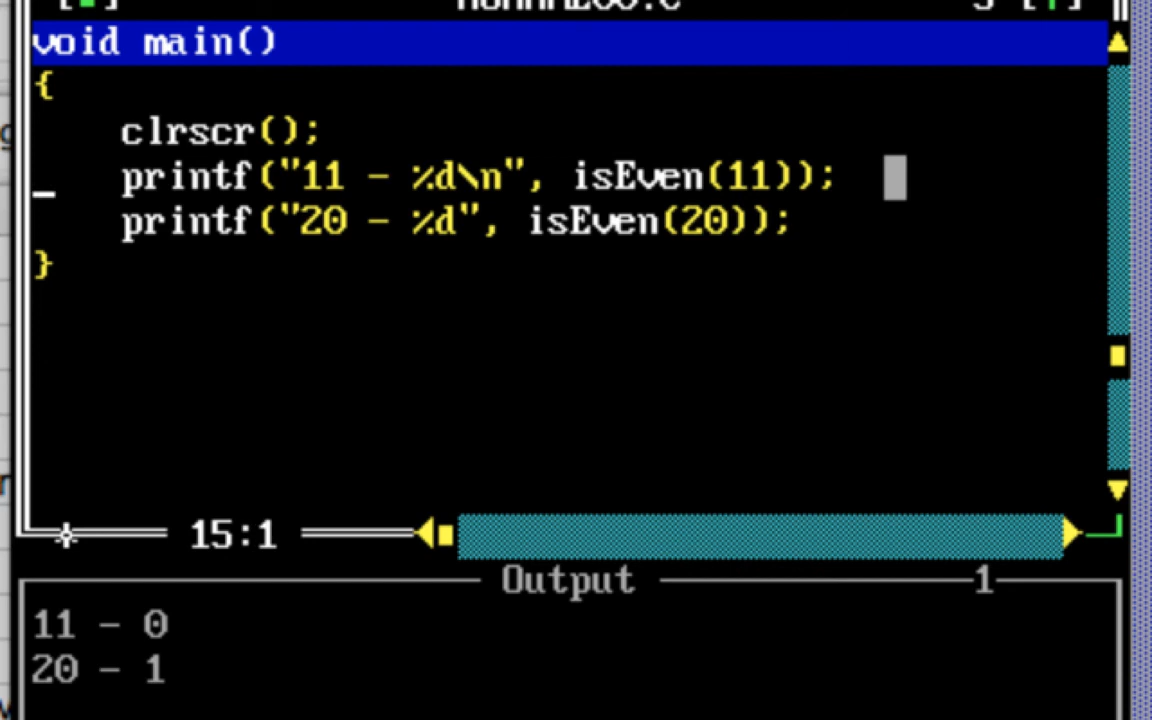 void main()
{
clrscr();
printf("11 - %d\n", isEven(11));
printf("20 - %d", isEven(20));
}
15:1
Output 1
11 - 0
20 - 1